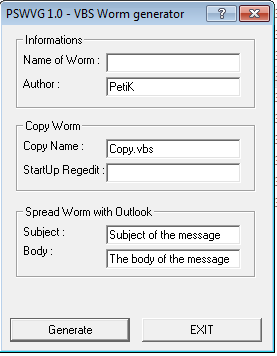 PSWVG 1.0 - VBS Worm generator
Informations
Name of Worm :
Author : PetiK
Copy Worm
Copy Name : Copy.vbs
StartUp Regedit :
Spread Worm with Outlook
Subject : Subject of the message
Body : The body of the message
Generate EXIT